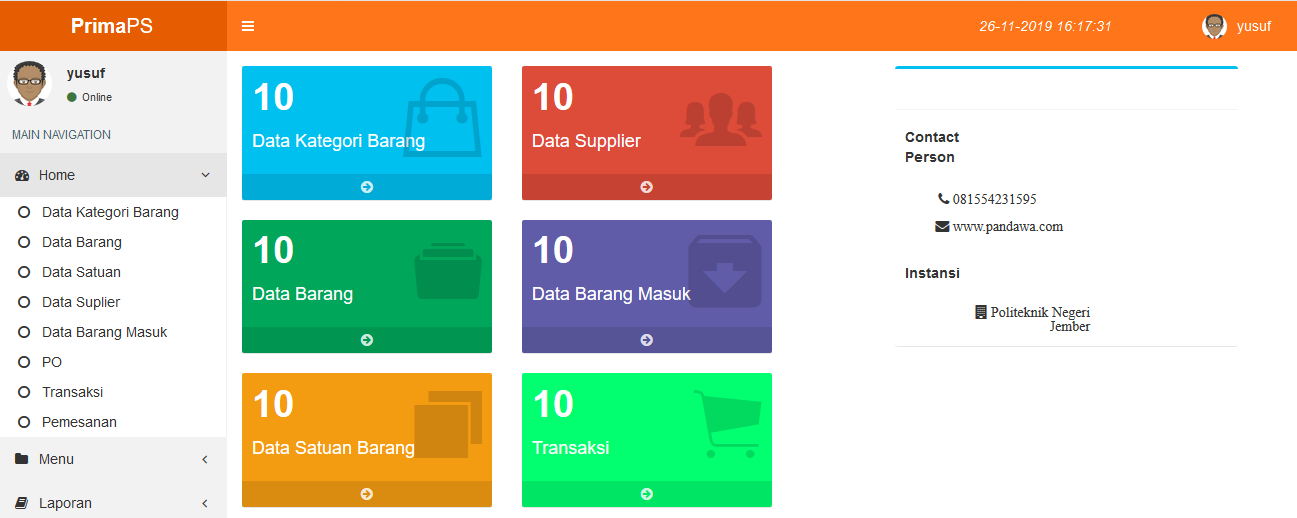 PrimaPS
26-11-2019 16:17:31
yusuf
yusuf
Online
MAIN NAVIGATION
Home
Data Kategori Barang
Data Barang
Data Satuan
Data Suplier
Data Barang Masuk
PO
Transaksi
Pemesanan
Menu
Laporan
10
Data Kategori Barang
10
Data Supplier
10
Data Barang
10
Data Barang Masuk
10
Data Satuan Barang
10
Transaksi
Contact
Person
081554231595
www.pandawa.com
Instansi
Politeknik Negeri
Jember